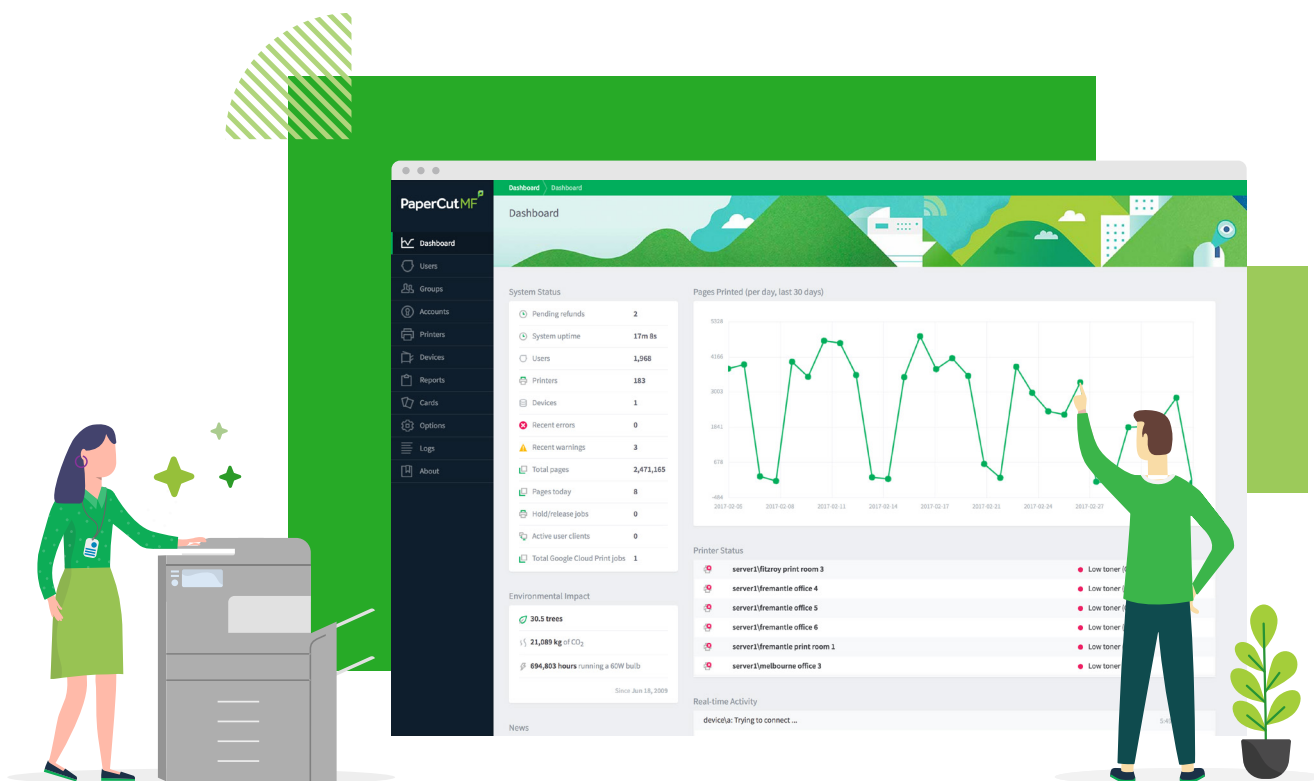 PaperCutMF
Dashboard
Users
Groups
Accounts
Printers
Devices
Reports
Cards
Options
Logs
About
Dashboard Dashboard
Dashboard
System Status
Pending refunds 2
System uptime 17m 8s
Users 1,968
Printers 183
Devices 1
Recent errors 0
Recent warnings 3
Total pages 2,471,165
Pages today 8
Hold/release jobs 0
Active user clients 0
Total Google Cloud Print jobs 1
Environmental Impact
30.5 trees
21,089 kg of CO2
694,803 hours running a 60W bulb
Since Jun 18, 2009
News
Pages Printed (per day, last 30 days)
5328
4166
3003
1841
678
-484
2017-02-05 2017-02-08 2017-02-11 2017-02-14 2017-02-17 2017-02-21 2017-02-24 2017-02-27
Printer Status
server1\fitzroy print room 3 Low toner
server1\fremantle office 4 Low toner
server1\fremantle office 5 Low toner
server1\fremantle office 6 Low toner
server1\fremantle print room 1 Low toner
server1\melbourne office 3 Low toner
Real-time Activity
device\a: Trying to connect ...